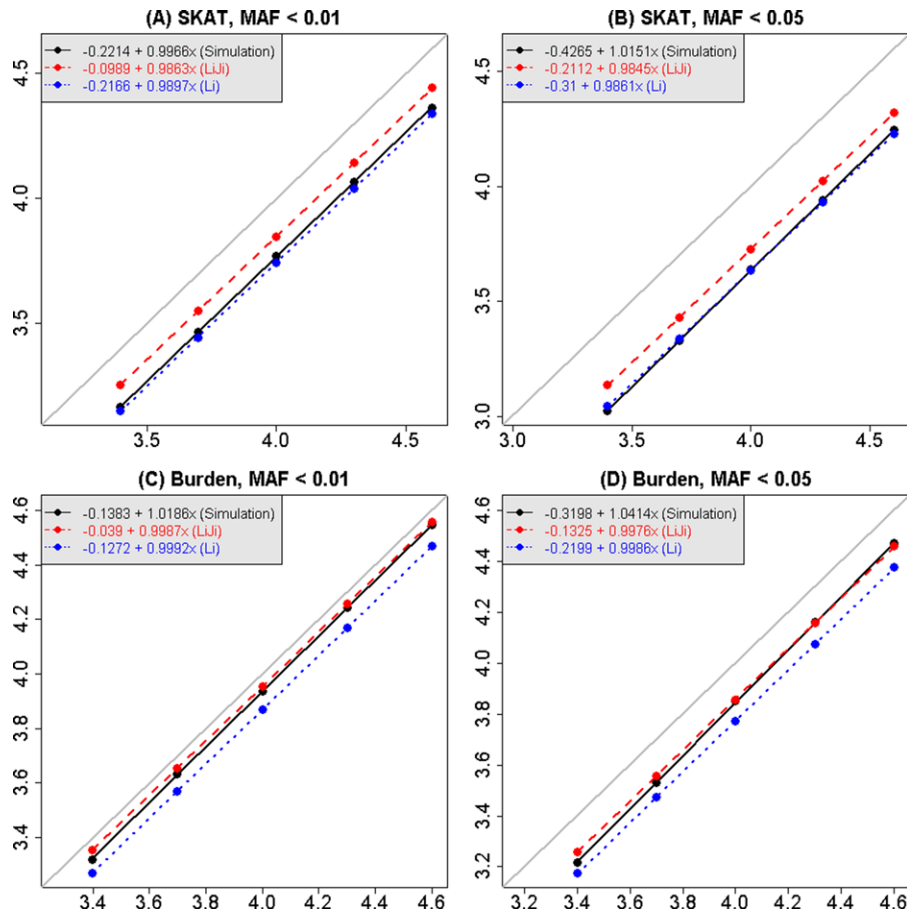 (A) SKAT, MAF < 0.01
-0.2214 + 0.9966x (Simulation)
-0.0989 + 0.9863x (LiJi)
-0.2166 + 0.9897x (Li)
4.5
4.0
3.5
3.5 4.0 4.5
(B) SKAT, MAF < 0.05
-0.4265 + 1.0151x (Simulation)
-0.2112 + 0.9845x (LiJi)
-0.31 + 0.9861x (Li)
4.5
4.0
3.5
3.0
3.0 3.5 4.0 4.5
(C) Burden, MAF < 0.01
-0.1383 + 1.0186x (Simulation)
-0.039 + 0.9987x (LiJi)
-0.1272 + 0.9992x (Li)
4.6
4.4
4.2
4.0
3.8
3.6
3.4
3.4 3.6 3.8 4.0 4.2 4.4 4.6
(D) Burden, MAF < 0.05
-0.3198 + 1.0414x (Simulation)
-0.1325 + 0.9976x (LiJi)
-0.2199 + 0.9986x (Li)
4.6
4.4
4.2
4.0
3.8
3.6
3.4
3.2
3.2 3.4 3.6 3.8 4.0 4.2 4.4 4.6